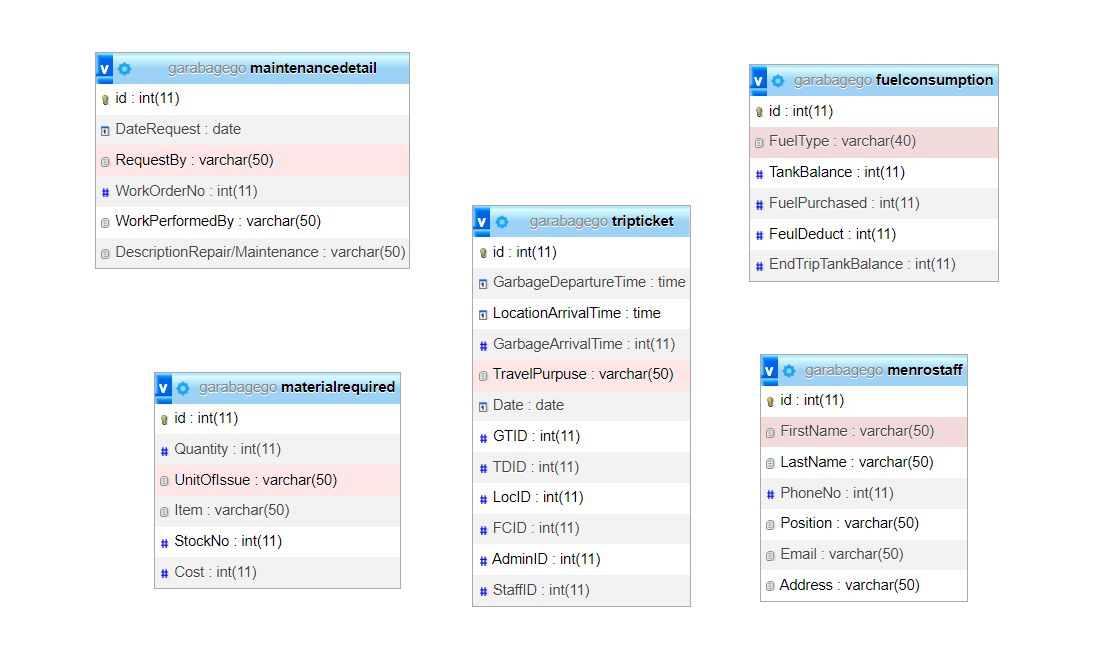 garabagego maintenancedetail
id : int(11)
DateRequest : date
RequestBy : varchar(50)
WorkOrderNo : int(11)
WorkPerformedBy : varchar(50)
DescriptionRepair/Maintenance : varchar(50)
garabagego fuelconsumption
id : int(11)
FuelType : varchar(40)
TankBalance : int(11)
FuelPurchased : int(11)
FeulDeduct : int(11)
EndTripTankBalance : int(11)
garabagego tripticket
id : int(11)
GarbageDepartureTime : time
LocationArrivalTime : time
GarbageArrivalTime : int(11)
TravelPurpuse : varchar(50)
Date : date
GTID : int(11)
TDID : int(11)
LocID : int(11)
FCID : int(11)
AdminID : int(11)
StaffID : int(11)
garabagego materialrequired
id : int(11)
Quantity : int(11)
UnitOfIssue : varchar(50)
Item : varchar(50)
StockNo : int(11)
Cost : int(11)
garabagego menrostaff
id : int(11)
FirstName : varchar(50)
LastName : varchar(50)
PhoneNo : int(11)
Position : varchar(50)
Email : varchar(50)
Address : varchar(50)